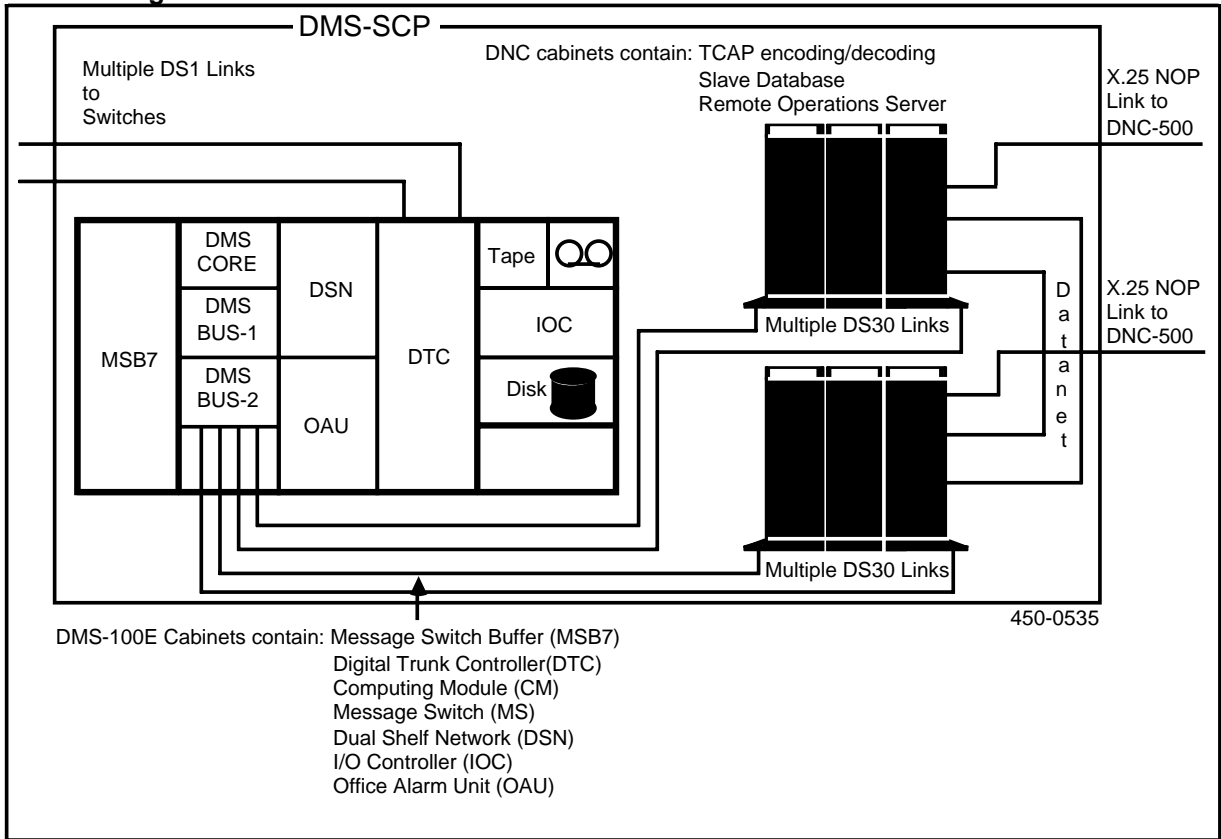 DMS-SCP
Multiple DS1 Links
to
Switches
DNC cabinets contain: TCAP encoding/decoding
Slave Database
Remote Operations Server
X.25 NOP
Link to
DNC-500
MSB7
DMS
CORE
DMS
BUS-1
DMS
BUS-2
DSN
OAU
DTC
Tape
IOC
Disk
Multiple DS30 Links
Datanet
X.25 NOP
Link to
DNC-500
Multiple DS30 Links
450-0535
DMS-100E Cabinets contain: Message Switch Buffer (MSB7)
Digital Trunk Controller(DTC)
Computing Module (CM)
Message Switch (MS)
Dual Shelf Network (DSN)
I/O Controller (IOC)
Office Alarm Unit (OAU)